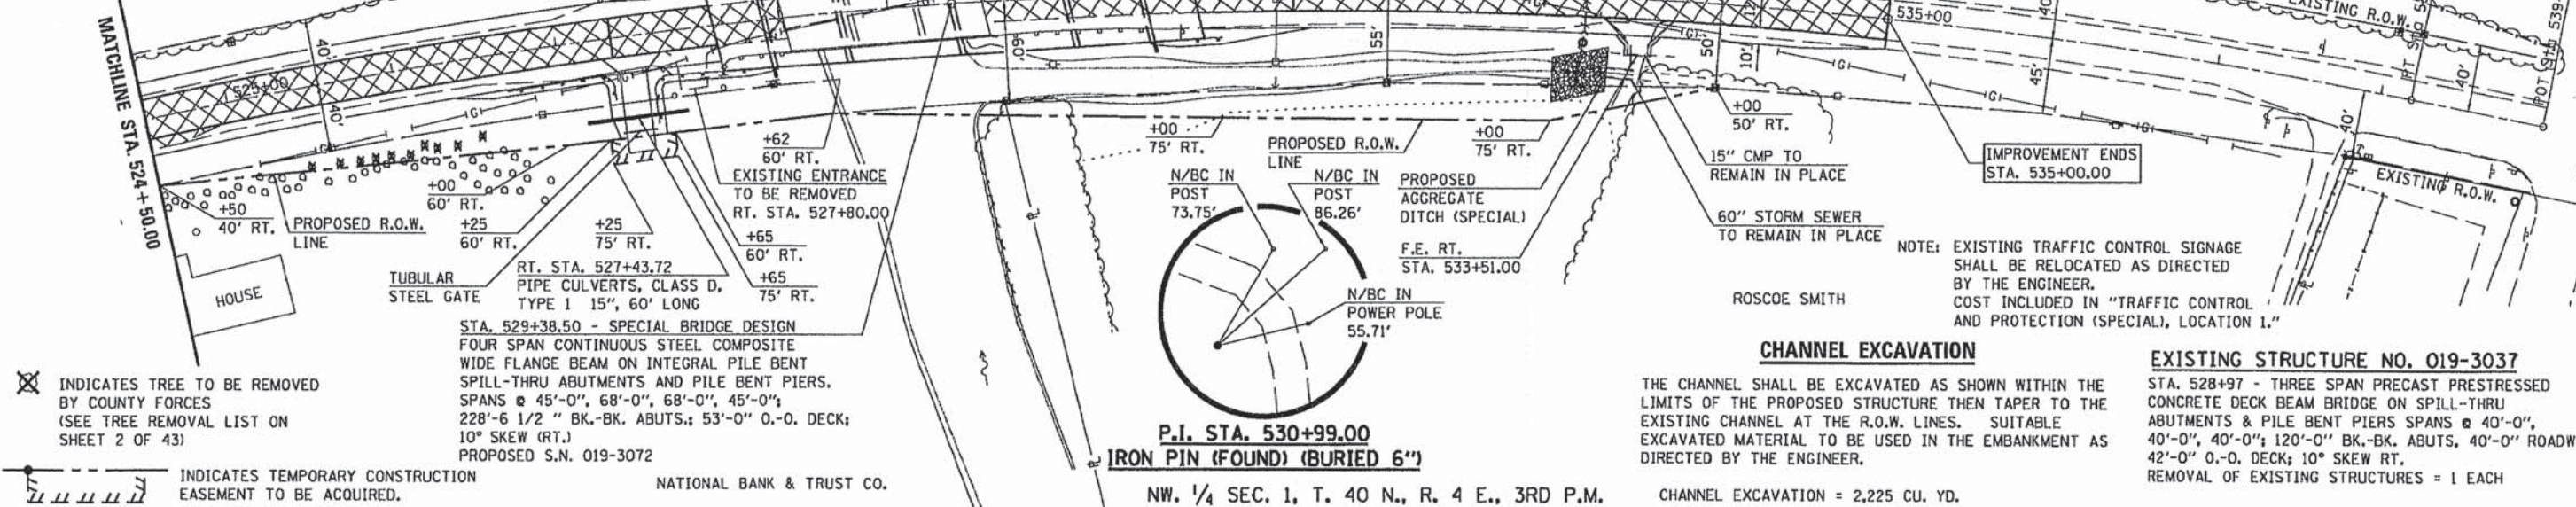 MATCHLINE STA. 524+50.00
525+00
40'
40'
+50
40' RT.
PROPOSED R.O.W.
LINE
+00
60' RT.
+25
60' RT.
+25
75' RT.
+62
60' RT.
EXISTING ENTRANCE
TO BE REMOVED
RT. STA. 527+80.00
+65
60' RT.
+65
75' RT.
HOUSE
TUBULAR
STEEL GATE
RT. STA. 527+43.72
PIPE CULVERTS, CLASS D,
TYPE 1 15", 60' LONG
STA. 529+38.50 - SPECIAL BRIDGE DESIGN
FOUR SPAN CONTINUOUS STEEL COMPOSITE
WIDE FLANGE BEAM ON INTEGRAL PILE BENT
SPILL-THRU ABUTMENTS AND PILE BENT PIERS.
SPANS @ 45'-0", 68'-0", 68'-0", 45'-0";
228'-6 1/2 " BK.-BK. ABUTS.; 53'-0" O.-O. DECK;
10° SKEW (RT.)
PROPOSED S.N. 019-3072
INDICATES TREE TO BE REMOVED
BY COUNTY FORCES
(SEE TREE REMOVAL LIST ON
SHEET 2 OF 43)
INDICATES TEMPORARY CONSTRUCTION
EASEMENT TO BE ACQUIRED.
NATIONAL BANK & TRUST CO.
60'
55'
+00
75' RT.
PROPOSED R.O.W.
LINE
+00
75' RT.
N/BC IN
POST
73.75'
N/BC IN
POST
86.26'
N/BC IN
POWER POLE
55.71'
P.I. STA. 530+99.00
IRON PIN (FOUND) (BURIED 6")
NW. 1/4 SEC. 1, T. 40 N., R. 4 E., 3RD P.M.
PROPOSED
AGGREGATE
DITCH (SPECIAL)
F.E. RT.
STA. 533+51.00
50'
10'
12'
+00
50' RT.
15" CMP TO
REMAIN IN PLACE
60" STORM SEWER
TO REMAIN IN PLACE
ROSCOE SMITH
535+00
45'
40'
IMPROVEMENT ENDS
STA. 535+00.00
EXISTING R.O.W.
EXISTING R.O.W.
40'
40'
NOTE: EXISTING TRAFFIC CONTROL SIGNAGE
SHALL BE RELOCATED AS DIRECTED
BY THE ENGINEER.
COST INCLUDED IN "TRAFFIC CONTROL
AND PROTECTION (SPECIAL), LOCATION 1."
CHANNEL EXCAVATION
THE CHANNEL SHALL BE EXCAVATED AS SHOWN WITHIN THE
LIMITS OF THE PROPOSED STRUCTURE THEN TAPER TO THE
EXISTING CHANNEL AT THE R.O.W. LINES. SUITABLE
EXCAVATED MATERIAL TO BE USED IN THE EMBANKMENT AS
DIRECTED BY THE ENGINEER.
CHANNEL EXCAVATION = 2,225 CU. YD.
EXISTING STRUCTURE NO. 019-3037
STA. 528+97 - THREE SPAN PRECAST PRESTRESSED
CONCRETE DECK BEAM BRIDGE ON SPILL-THRU
ABUTMENTS & PILE BENT PIERS SPANS @ 40'-0",
40'-0", 40'-0"; 120'-0" BK.-BK. ABUTS, 40'-0" ROADW
42'-0" O.-O. DECK; 10° SKEW RT.
REMOVAL OF EXISTING STRUCTURES = 1 EACH